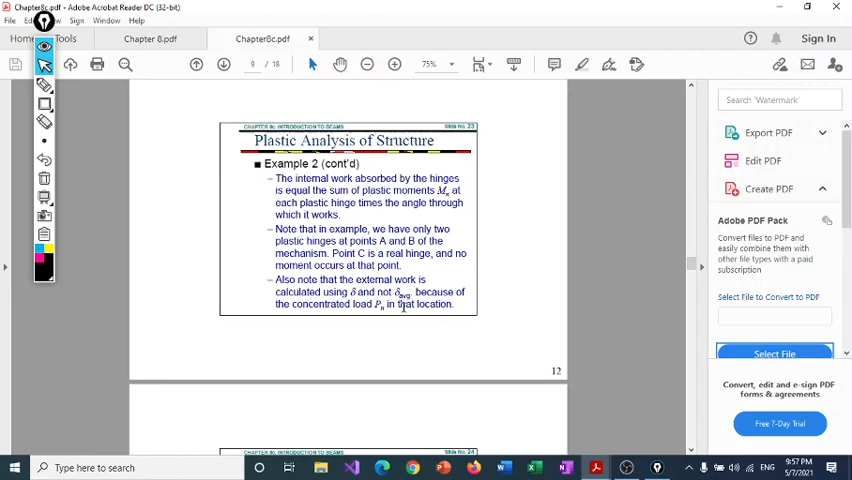 Chapter8c.pdf - Adobe Acrobat Reader DC (32-bit)
File Sign Window Help
Home Tools Chapter 8.pdf Chapter8c.pdf × Sign In
9 / 18 75%
CHAPTER 8c. INTRODUCTION TO BEAMS Slide No. 23
Plastic Analysis of Structure
■ Example 2 (cont'd)
– The internal work absorbed by the hinges
is equal the sum of plastic moments Mn at
each plastic hinge times the angle through
which it works.
– Note that in example, we have only two
plastic hinges at points A and B of the
mechanism. Point C is a real hinge, and no
moment occurs at that point.
– Also note that the external work is
calculated using δ and not δavg. because of
the concentrated load Pn in that location.
12
CHAPTER 8c. INTRODUCTION TO BEAMS Slide No. 24
Search 'Watermark'
Export PDF
Edit PDF
Create PDF
Adobe PDF Pack
Convert files to PDF
and easily combine them
with other file types with a paid
subscription
Select File to Convert to PDF
Select File
Convert, edit and e-sign PDF
forms & agreements
Free 7-Day Trial
Type here to search
ENG
9:57 PM
5/7/2021